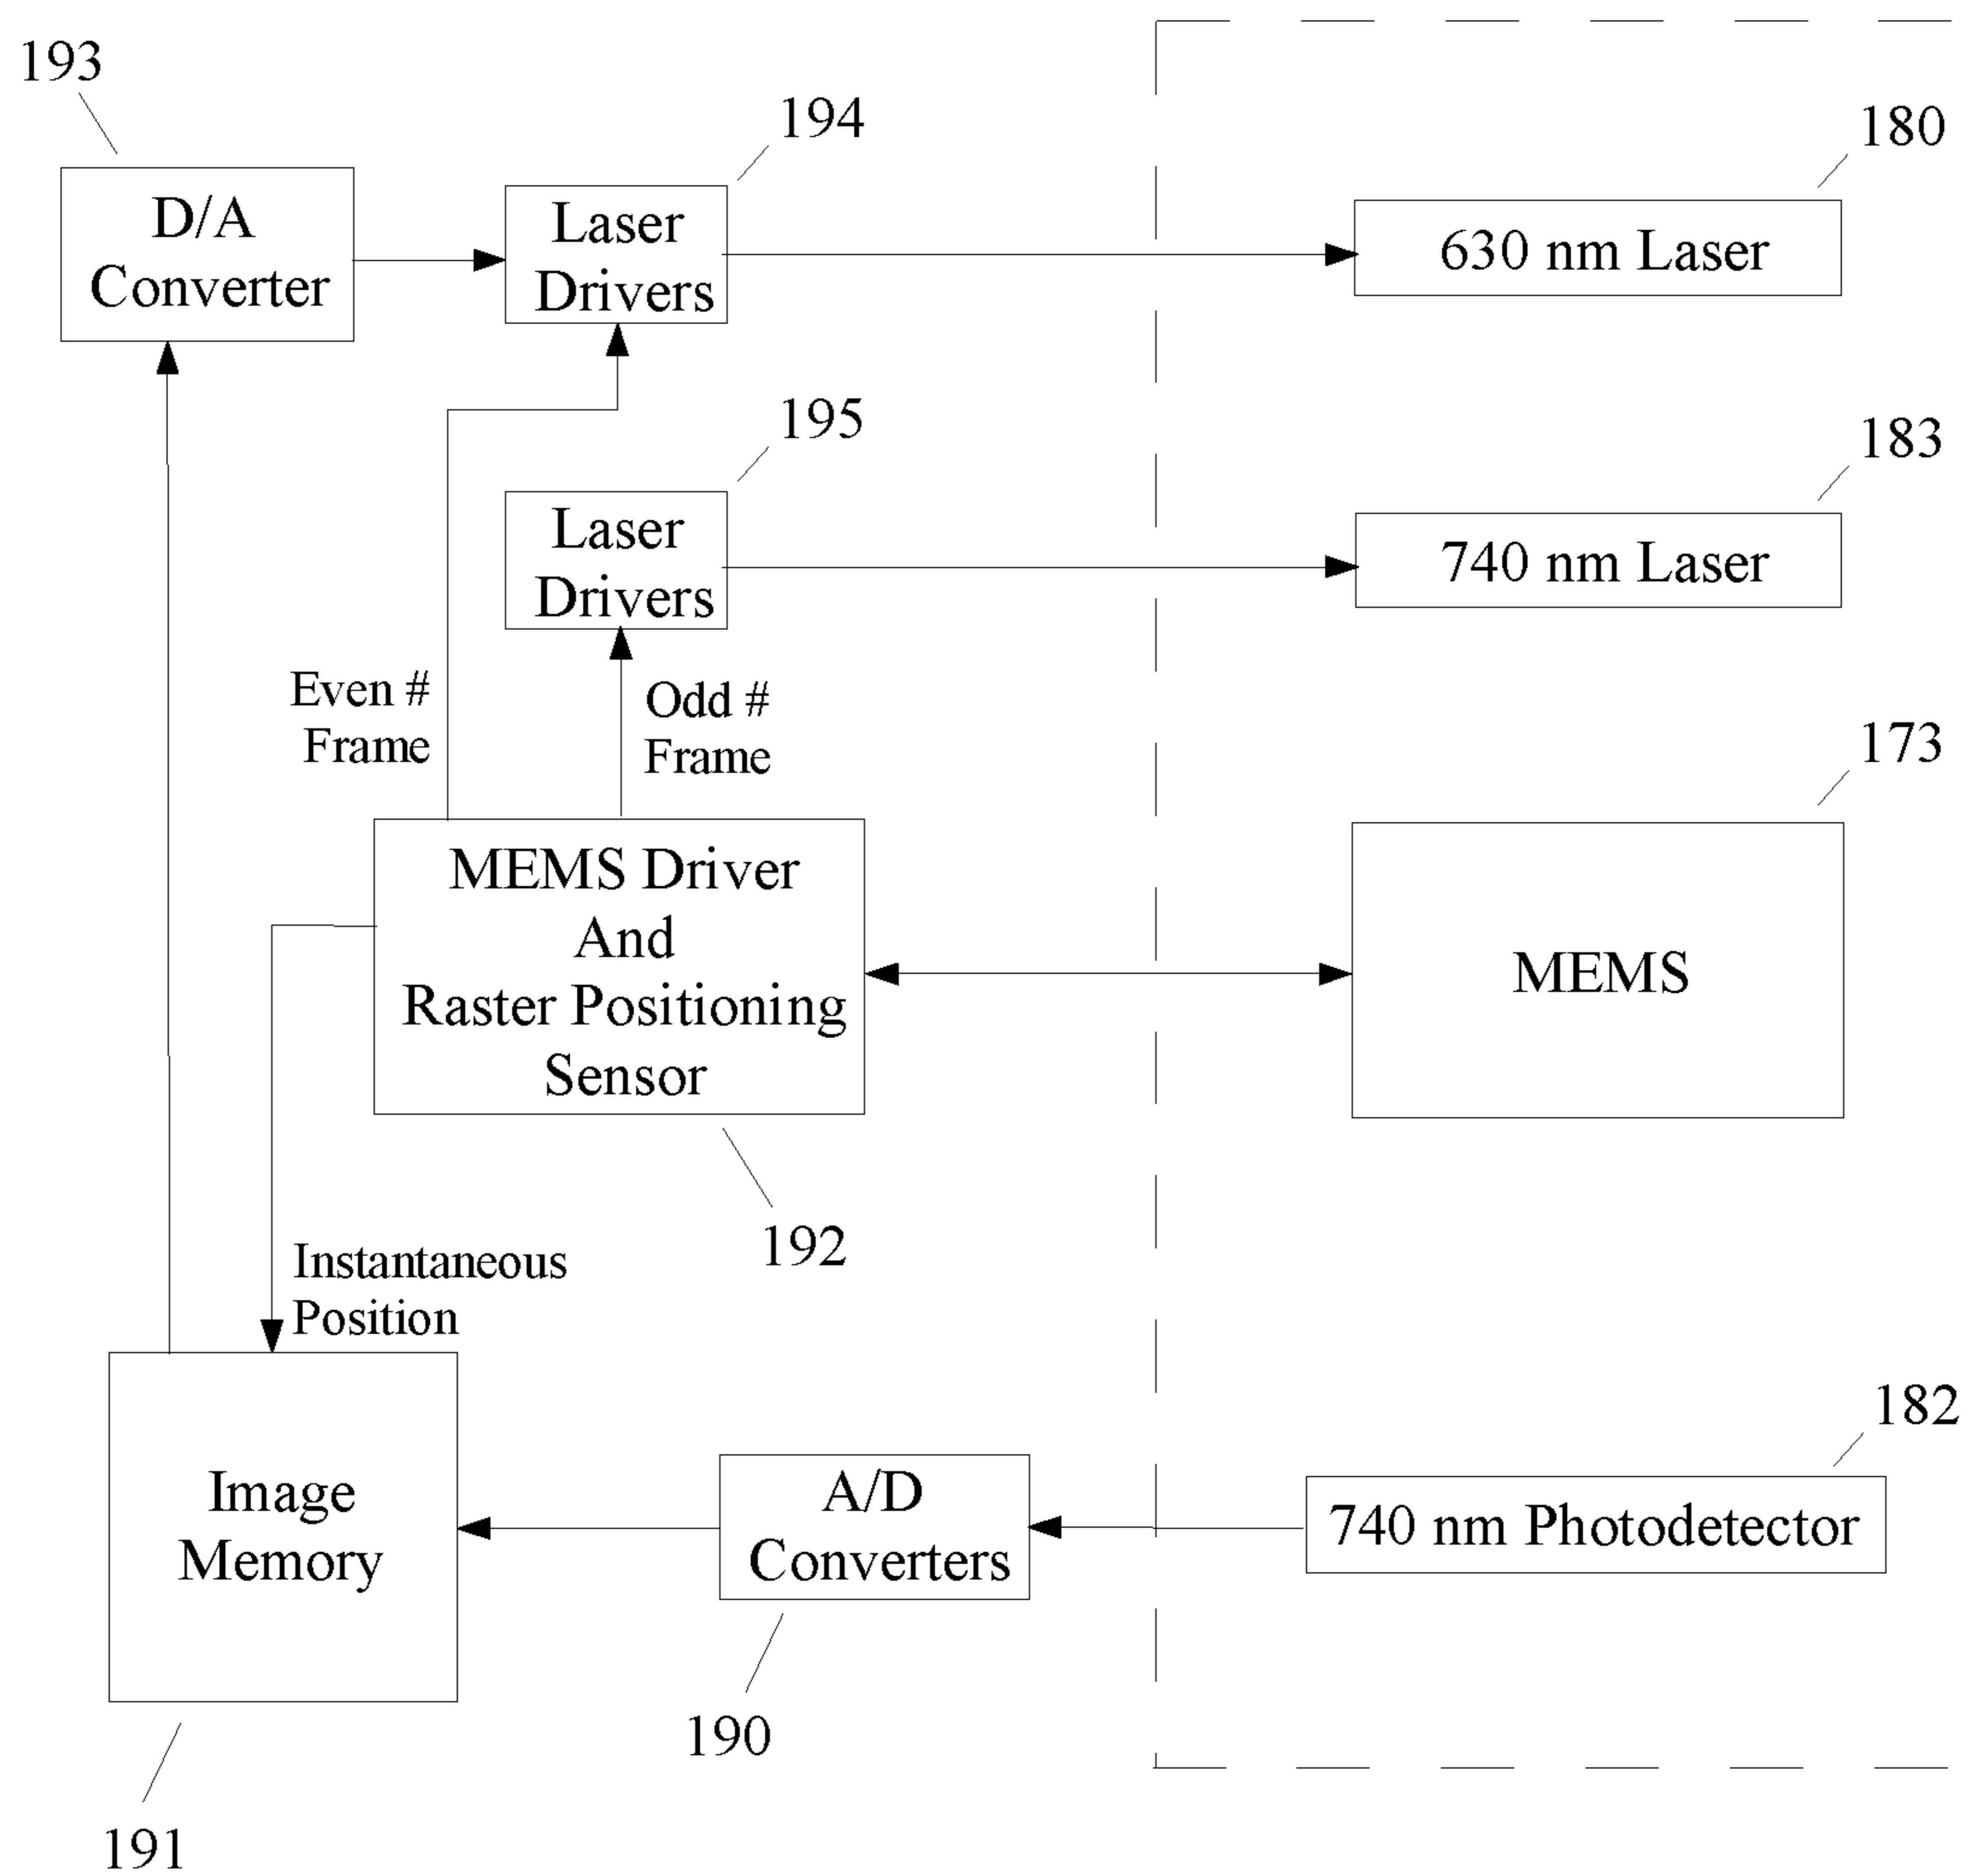 193
D/A
Converter
194
Laser
Drivers
180
630 nm Laser
195
Laser
Drivers
183
740 nm Laser
Even #
Frame
Odd #
Frame
173
MEMS Driver
And
Raster Positioning
Sensor
MEMS
192
Instantaneous
Position
182
Image
Memory
A/D
Converters
740 nm Photodetector
190
191